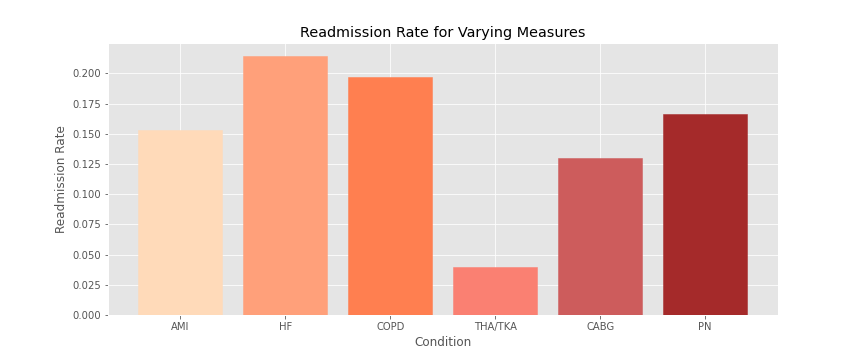 Readmission Rate for Varying Measures
Readmission Rate
0.200
0.175
0.150
0.125
0.100
0.075
0.050
0.025
0.000
AMI HF COPD THA/TKA CABG PN
Condition